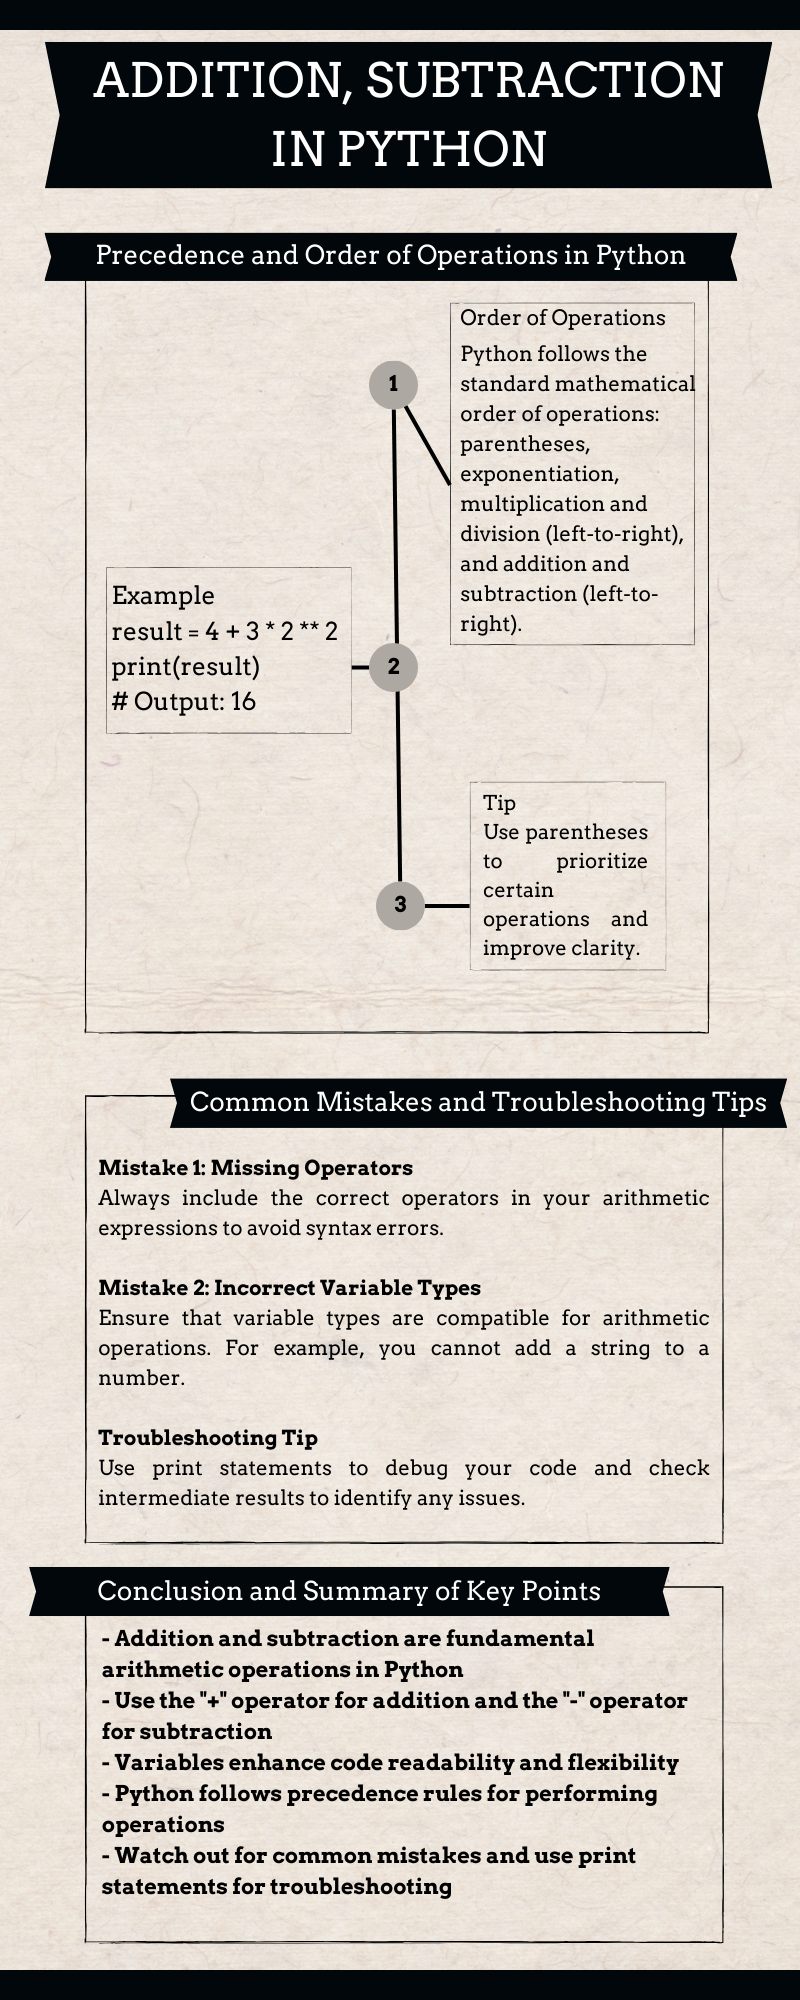 ADDITION, SUBTRACTION
IN PYTHON
Precedence and Order of Operations in Python
1
Order of Operations
Python follows the
standard mathematical
order of operations:
parentheses,
exponentiation,
multiplication and
division (left-to-right),
and addition and
subtraction (left-to-
right).
Example
result = 4 + 3 * 2 ** 2
print(result)
# Output: 16
2
3
Tip
Use parentheses
to prioritize
certain
operations and
improve clarity.
Common Mistakes and Troubleshooting Tips
Mistake 1: Missing Operators
Always include the correct operators in your arithmetic
expressions to avoid syntax errors.
Mistake 2: Incorrect Variable Types
Ensure that variable types are compatible for arithmetic
operations. For example, you cannot add a string to a
number.
Troubleshooting Tip
Use print statements to debug your code and check
intermediate results to identify any issues.
Conclusion and Summary of Key Points
- Addition and subtraction are fundamental
arithmetic operations in Python
- Use the "+" operator for addition and the "-" operator
for subtraction
- Variables enhance code readability and flexibility
- Python follows precedence rules for performing
operations
- Watch out for common mistakes and use print
statements for troubleshooting